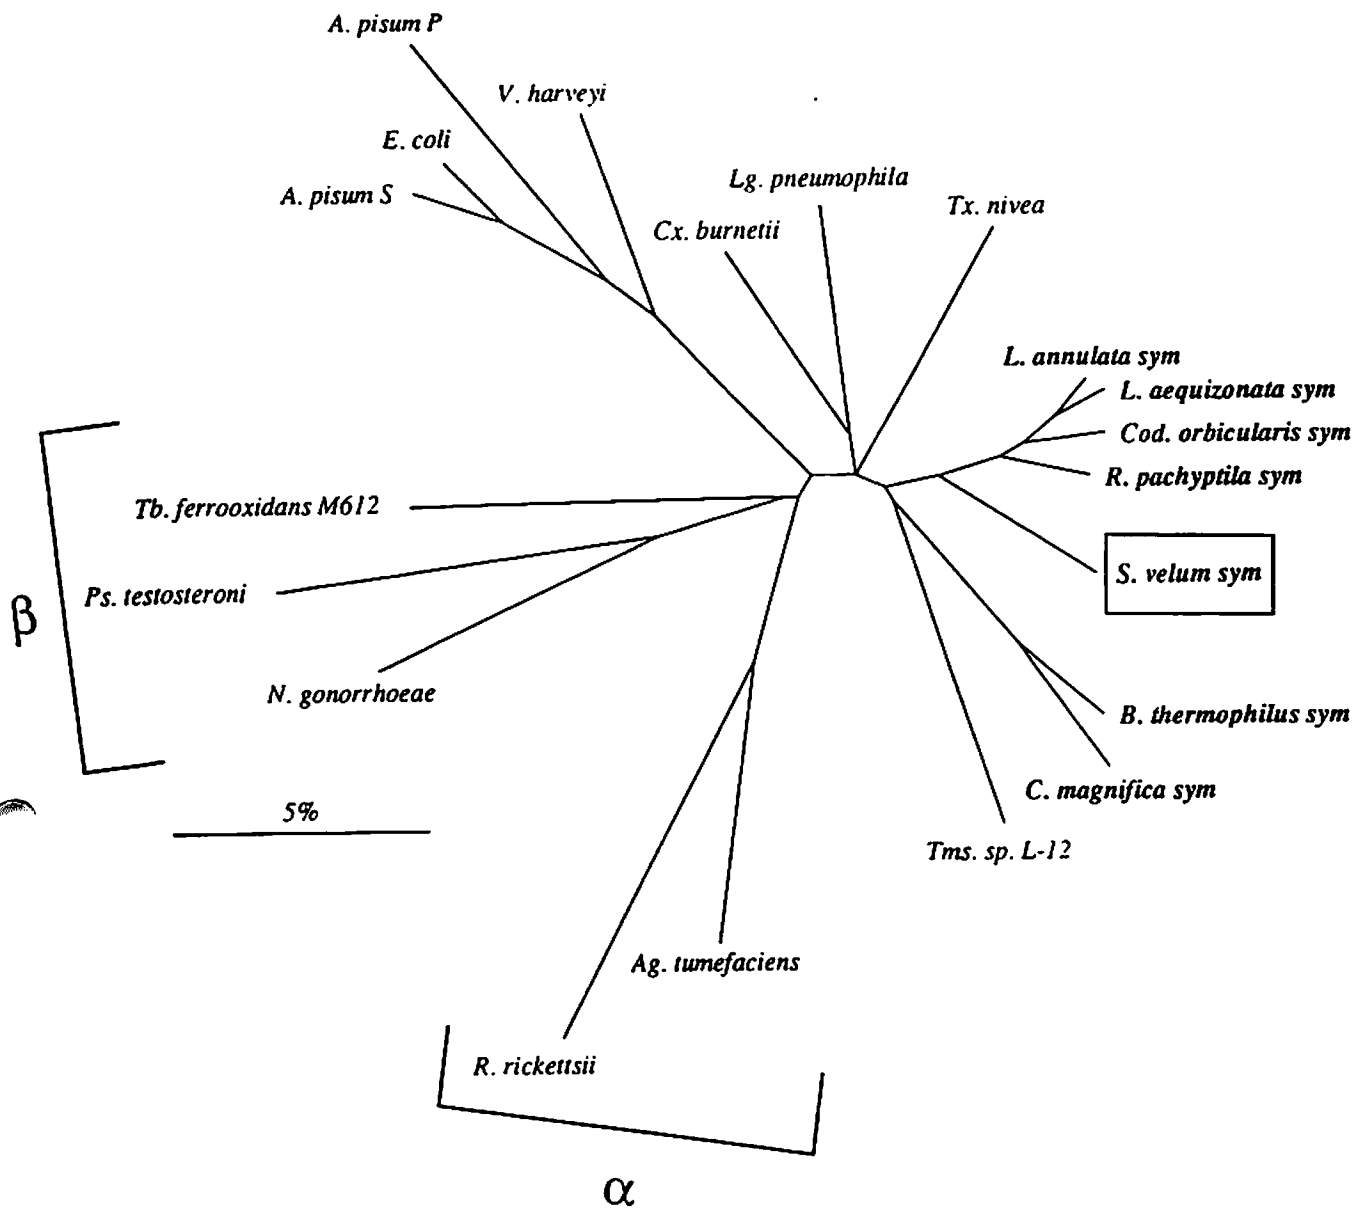 A. pisum P
V. harveyi
E. coli
Lg. pneumophila
A. pisum S
Tx. nivea
Cx. burnetii
L. annulata sym
L. aequizonata sym
Cod. orbicularis sym
R. pachyptila sym
Tb. ferrooxidans M612
S. velum sym
Ps. testosteroni
β
N. gonorrhoeae
B. thermophilus sym
C. magnifica sym
5%
Tms. sp. L-12
Ag. tumefaciens
R. rickettsii
α